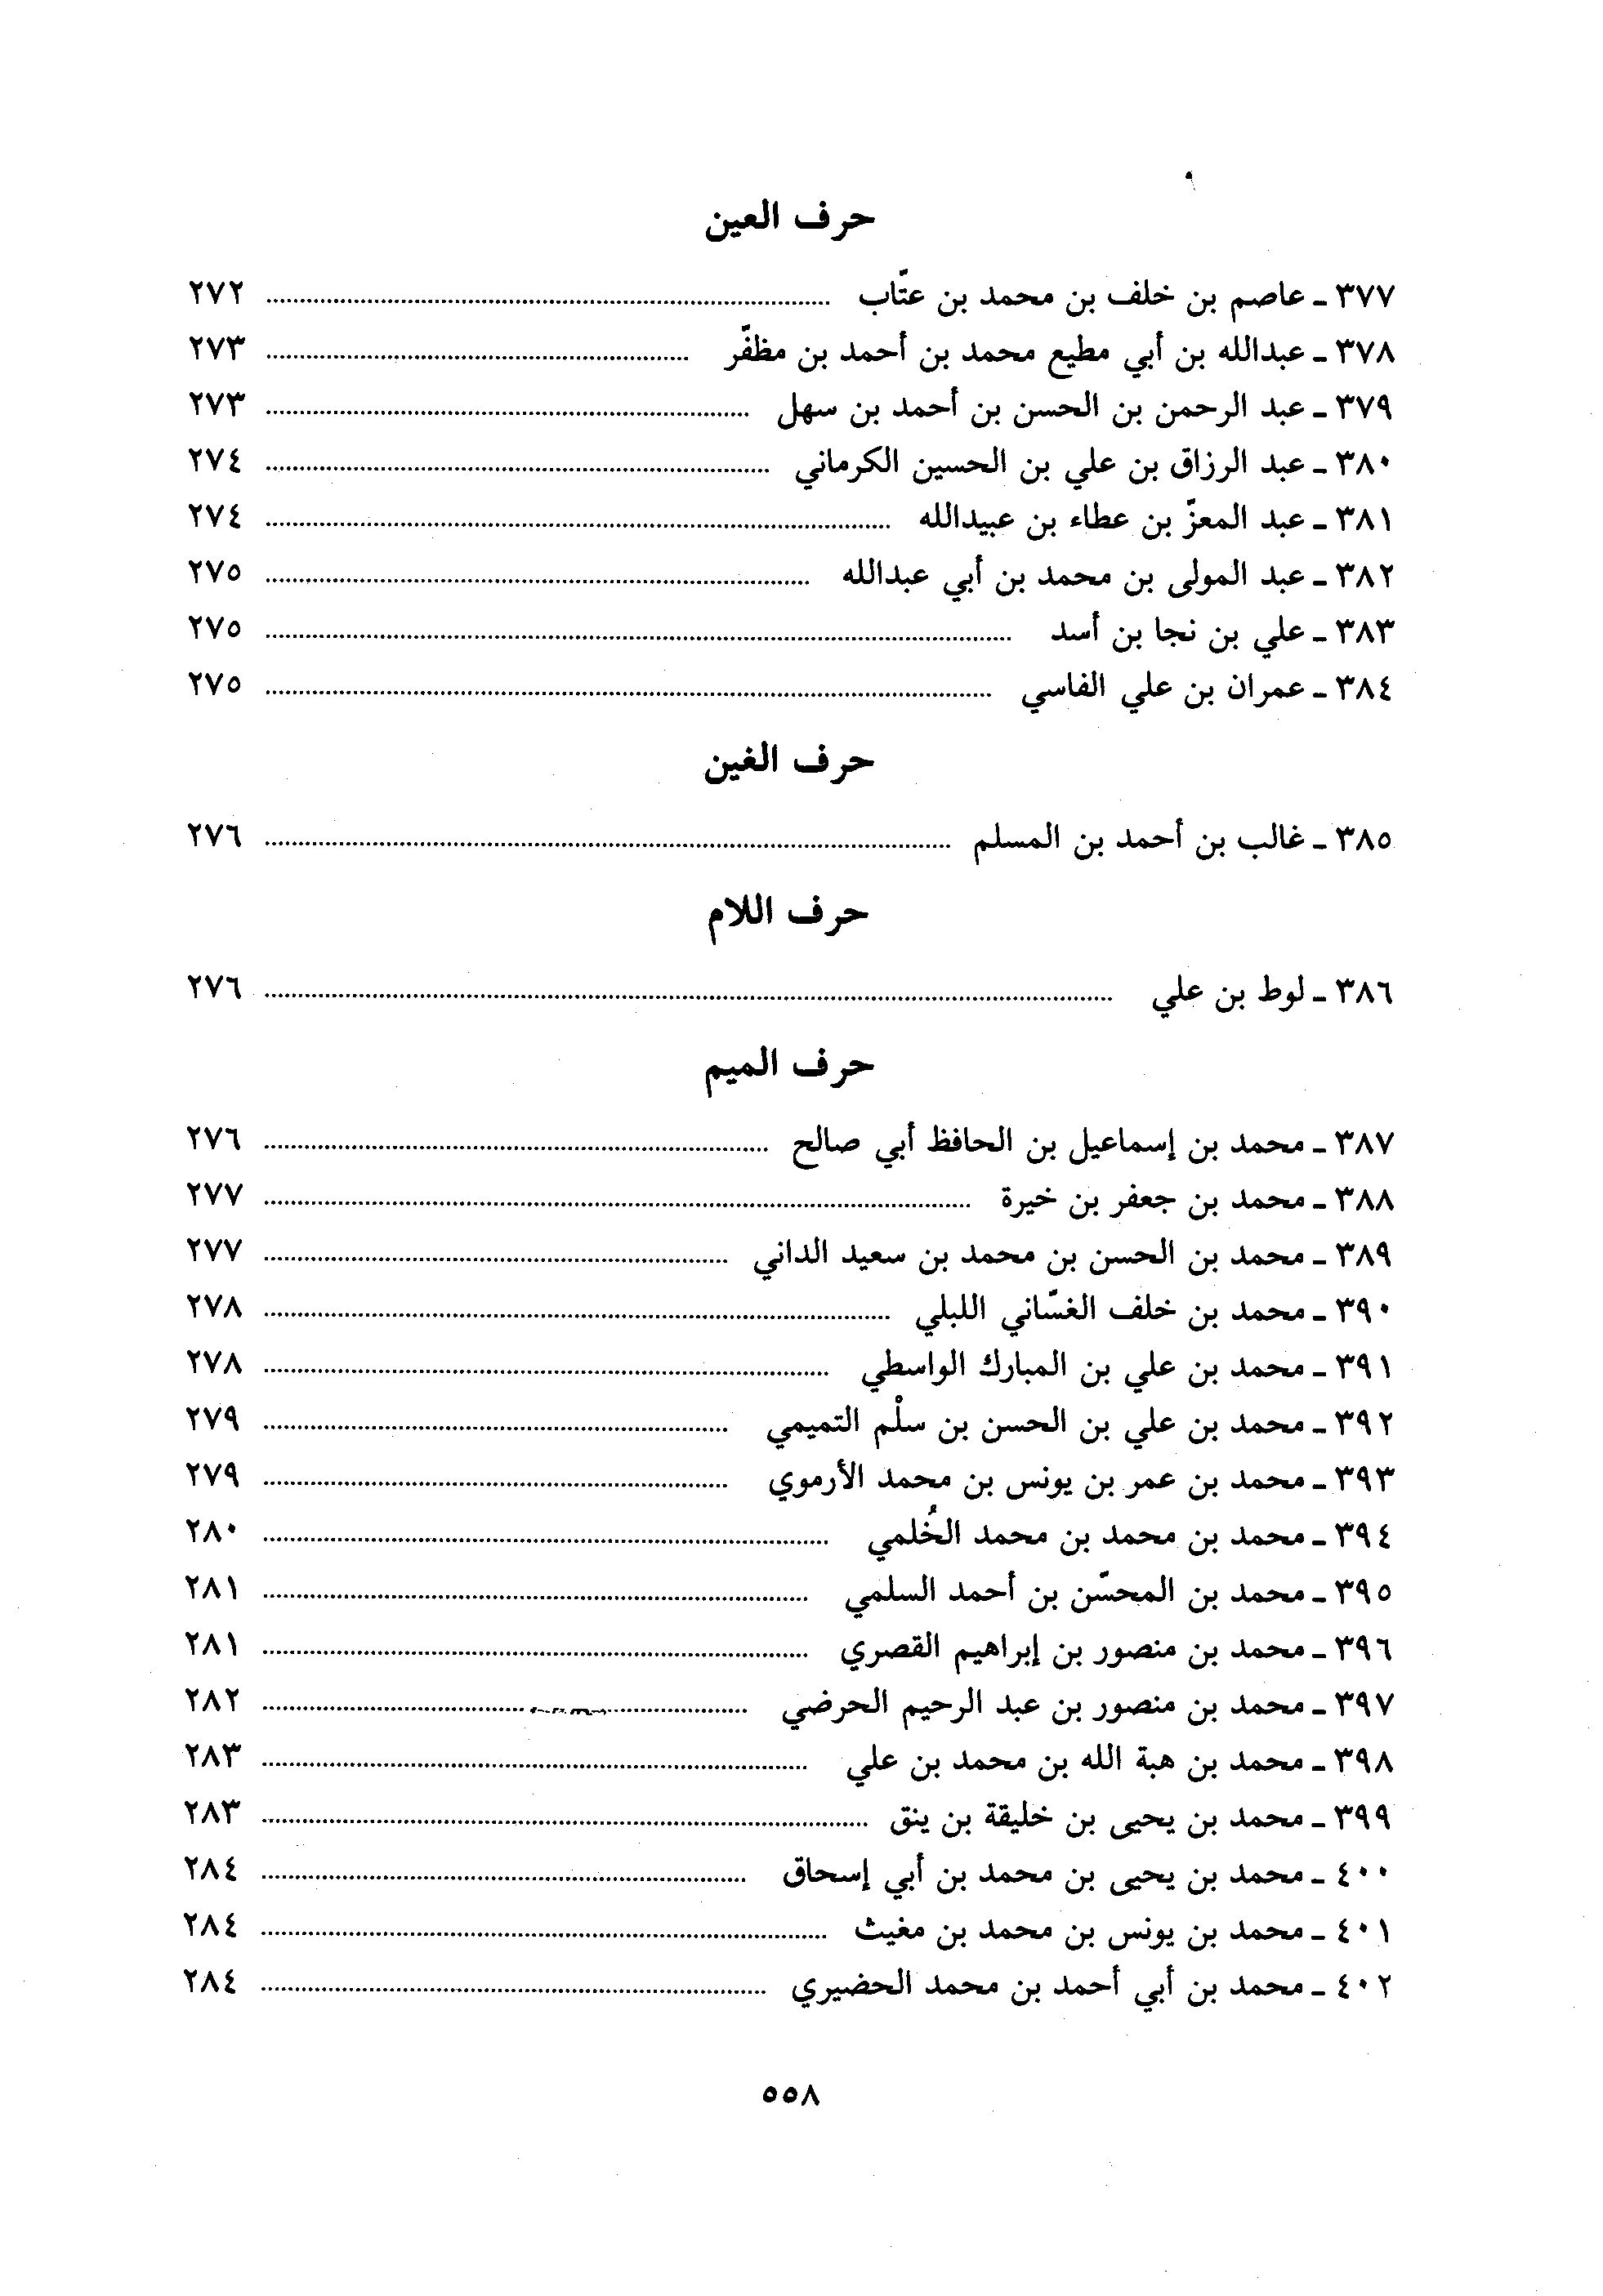 حرف العين
٣٧٧ ـ عاصم بن خلف بن محمد بن عتّاب ........ ٢٧٢
٣٧٨ ـ عبدالله بن أبي مطيع محمد بن أحمد بن مظفّر ........ ٢٧٣
٣٧٩ ـ عبد الرحمن بن الحسن بن أحمد بن سهل ........ ٢٧٣
٣٨٠ ـ عبد الرزاق بن علي بن الحسين الكرماني ........ ٢٧٤
٣٨١ ـ عبد المعزّ بن عطاء بن عبيدالله ........ ٢٧٤
٣٨٢ ـ عبد المولى بن محمد بن أبي عبدالله ........ ٢٧٥
٣٨٣ ـ علي بن نجا بن أسد ........ ٢٧٥
٣٨٤ ـ عمران بن علي الفاسي ........ ٢٧٥
حرف الغين
٣٨٥ ـ غالب بن أحمد بن المسلم ........ ٢٧٦
حرف اللام
٣٨٦ ـ لوط بن علي ........ ٢٧٦
حرف الميم
٣٨٧ ـ محمد بن إسماعيل بن الحافظ أبي صالح ........ ٢٧٦
٣٨٨ ـ محمد بن جعفر بن خيرة ........ ٢٧٧
٣٨٩ ـ محمد بن الحسن بن محمد بن سعيد الداني ........ ٢٧٧
٣٩٠ ـ محمد بن خلف الغسّاني اللبلي ........ ٢٧٨
٣٩١ ـ محمد بن علي بن المبارك الواسطي ........ ٢٧٨
٣٩٢ ـ محمد بن علي بن الحسن بن سلْم التميمي ........ ٢٧٩
٣٩٣ ـ محمد بن عمر بن يونس بن محمد الأرموي ........ ٢٧٩
٣٩٤ ـ محمد بن محمد بن محمد الخُلمي ........ ٢٨٠
٣٩٥ ـ محمد بن المحسّن بن أحمد السلمي ........ ٢٨١
٣٩٦ ـ محمد بن منصور بن إبراهيم القصري ........ ٢٨١
٣٩٧ ـ محمد بن منصور بن عبد الرحيم الحرضي ........ ٢٨٢
٣٩٨ ـ محمد بن هبة الله بن محمد بن علي ........ ٢٨٣
٣٩٩ ـ محمد بن يحيى بن خليقة بن ينق ........ ٢٨٣
٤٠٠ ـ محمد بن يحيى بن محمد بن أبي إسحاق ........ ٢٨٤
٤٠١ ـ محمد بن يونس بن محمد بن مغيث ........ ٢٨٤
٤٠٢ ـ محمد بن أبي أحمد بن محمد الحضيري ........ ٢٨٤
٥٥٨